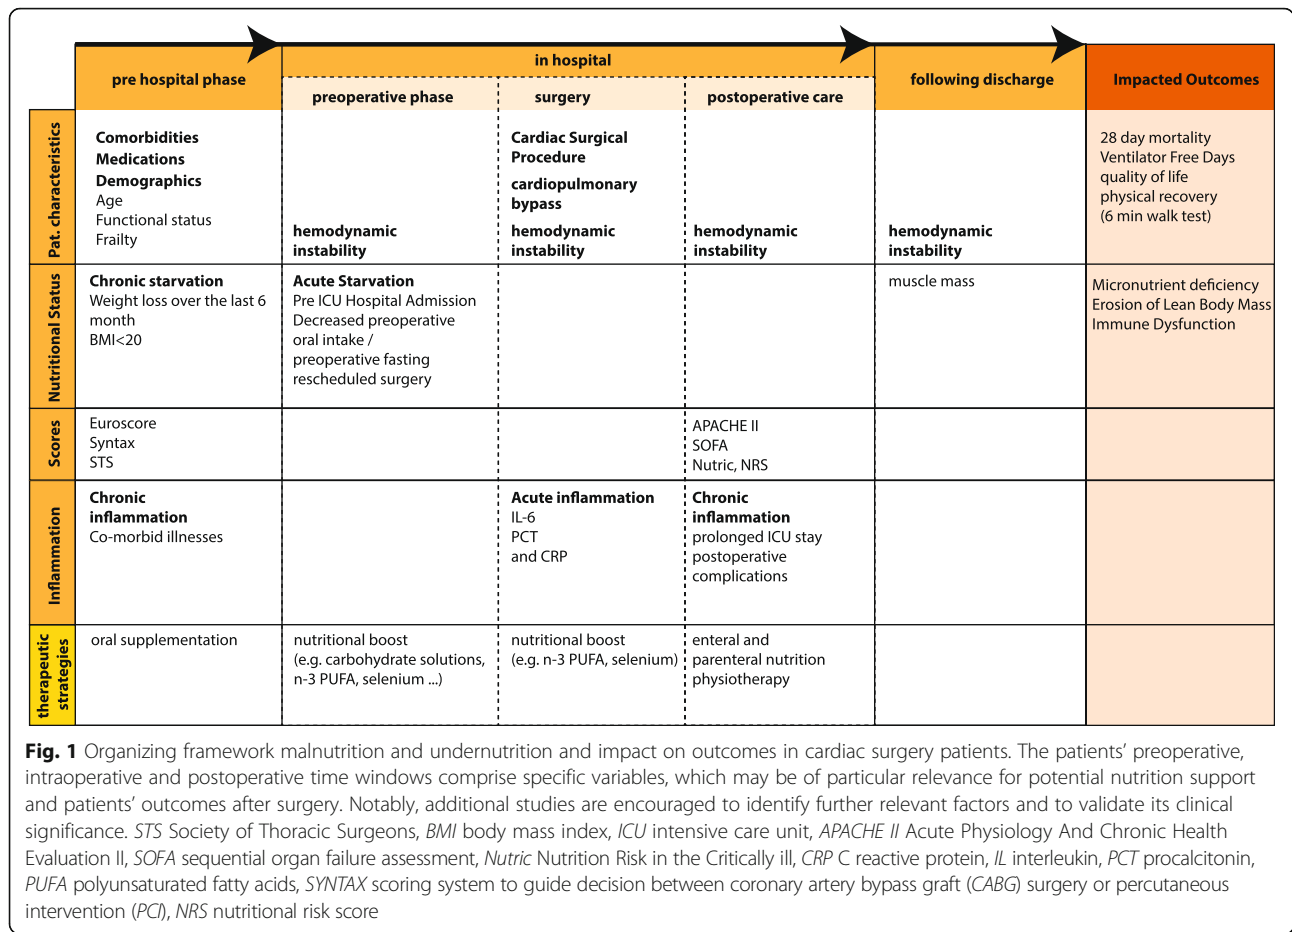 pre hospital phase
in hospital
preoperative phase
surgery
postoperative care
following discharge
Impacted Outcomes
Pat. characteristics
Comorbidities
Medications
Demographics
Age
Functional status
Frailty
hemodynamic
instability
Cardiac Surgical
Procedure
cardiopulmonary
bypass
hemodynamic
instability
hemodynamic
instability
hemodynamic
instability
28 day mortality
Ventilator Free Days
quality of life
physical recovery
(6 min walk test)
Nutritional Status
Chronic starvation
Weight loss over the last 6
month
BMI<20
Acute Starvation
Pre ICU Hospital Admission
Decreased preoperative
oral intake /
preoperative fasting
rescheduled surgery
muscle mass
Micronutrient deficiency
Erosion of Lean Body Mass
Immune Dysfunction
Scores
Euroscore
Syntax
STS
APACHE II
SOFA
Nutric, NRS
Inflammation
Chronic
inflammation
Co-morbid illnesses
Acute inflammation
IL-6
PCT
and CRP
Chronic
inflammation
prolonged ICU stay
postoperative
complications
therapeutic
strategies
oral supplementation
nutritional boost
(e.g. carbohydrate solutions,
n-3 PUFA, selenium ...)
nutritional boost
(e.g. n-3 PUFA, selenium)
enteral and
parenteral nutrition
physiotherapy
Fig. 1 Organizing framework malnutrition and undernutrition and impact on outcomes in cardiac surgery patients. The patients' preoperative,
intraoperative and postoperative time windows comprise specific variables, which may be of particular relevance for potential nutrition support
and patients' outcomes after surgery. Notably, additional studies are encouraged to identify further relevant factors and to validate its clinical
significance. STS Society of Thoracic Surgeons, BMI body mass index, ICU intensive care unit, APACHE II Acute Physiology And Chronic Health
Evaluation II, SOFA sequential organ failure assessment, Nutric Nutrition Risk in the Critically ill, CRP C reactive protein, IL interleukin, PCT procalcitonin,
PUFA polyunsaturated fatty acids, SYNTAX scoring system to guide decision between coronary artery bypass graft (CABG) surgery or percutaneous
intervention (PCI), NRS nutritional risk score